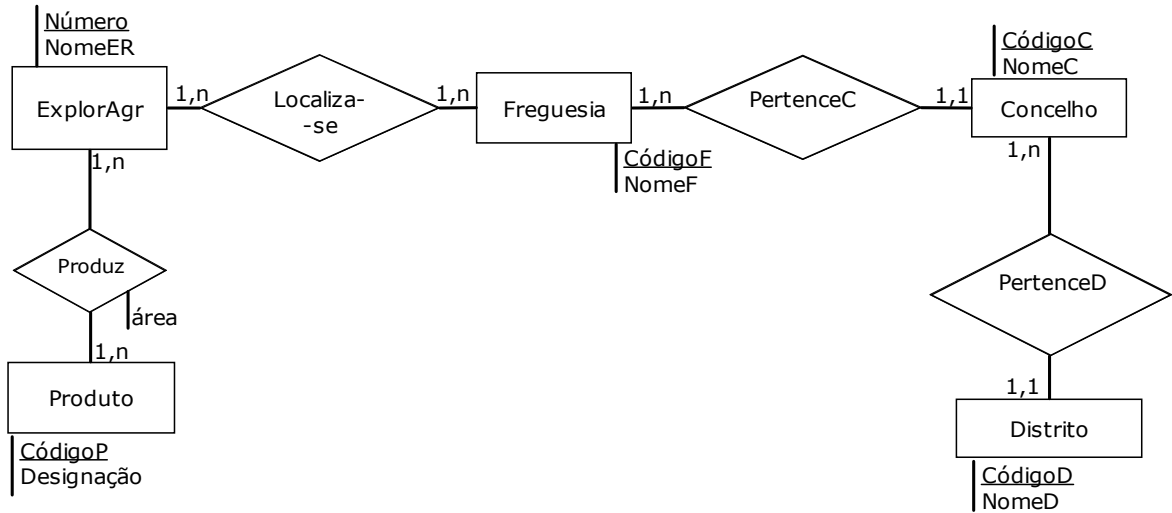 Número
NomeER
ExplorAgr
1,n
Localiza-
-se
1,n
Freguesia
CódigoF
NomeF
1,n
PertenceC
1,1
CódigoC
NomeC
Concelho
1,n
PertenceD
1,1
Distrito
CódigoD
NomeD
1,n
Produz
área
1,n
Produto
CódigoP
Designação